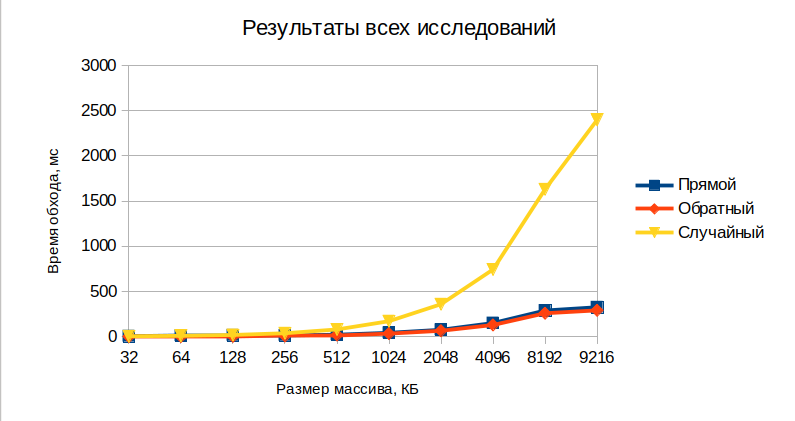 Результаты всех исследований
3000
2500
2000
1500
1000
500
0
Время обхода, мс
32 64 128 256 512 1024 2048 4096 8192 9216
Размер массива, КБ
Прямой
Обратный
Случайный